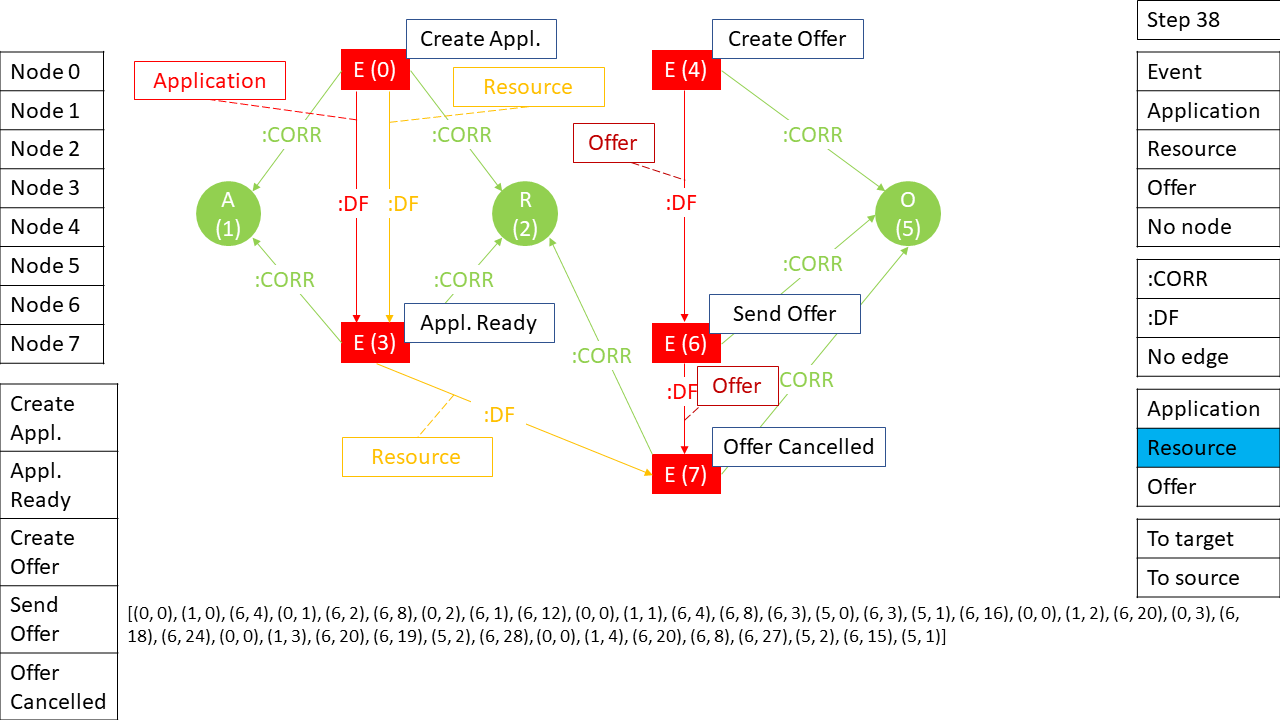 Step 38
Node 0
Node 1
Node 2
Node 3
Node 4
Node 5
Node 6
Node 7
Create
Appl.
Appl.
Ready
Create
Offer
Send
Offer
Offer
Cancelled
Create Appl.
E (0)
Application
Resource
:CORR
:CORR
:DF
:DF
A
(1)
R
(2)
:CORR
:CORR
Appl. Ready
E (3)
:DF
Resource
Create Offer
E (4)
Offer
:CORR
:DF
O
(5)
:CORR
Send Offer
E (6)
:CORR
:DF
Offer
CORR
Offer Cancelled
E (7)
Event
Application
Resource
Offer
No node
:CORR
:DF
No edge
Application
Resource
Offer
To target
To source
[(0, 0), (1, 0), (6, 4), (0, 1), (6, 2), (6, 8), (0, 2), (6, 1), (6, 12), (0, 0), (1, 1), (6, 4), (6, 8), (6, 3), (5, 0), (6, 3), (5, 1), (6, 16), (0, 0), (1, 2), (6, 20), (0, 3), (6,
18), (6, 24), (0, 0), (1, 3), (6, 20), (6, 19), (5, 2), (6, 28), (0, 0), (1, 4), (6, 20), (6, 8), (6, 27), (5, 2), (6, 15), (5, 1)]